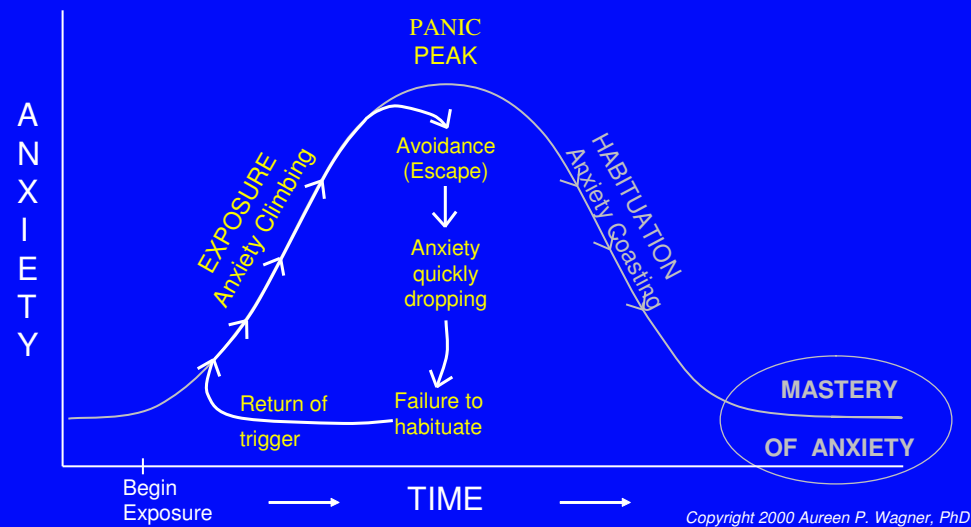 PANIC
PEAK
ANXIETY
EXPOSURE
Anxiety Climbing
Avoidance
(Escape)
Anxiety
quickly
dropping
Failure to
habituate
Return of
trigger
HABITUATION
Anxiety Coasting
MASTERY
OF ANXIETY
Begin
Exposure
TIME
Copyright 2000 Aureen P. Wagner, PhD